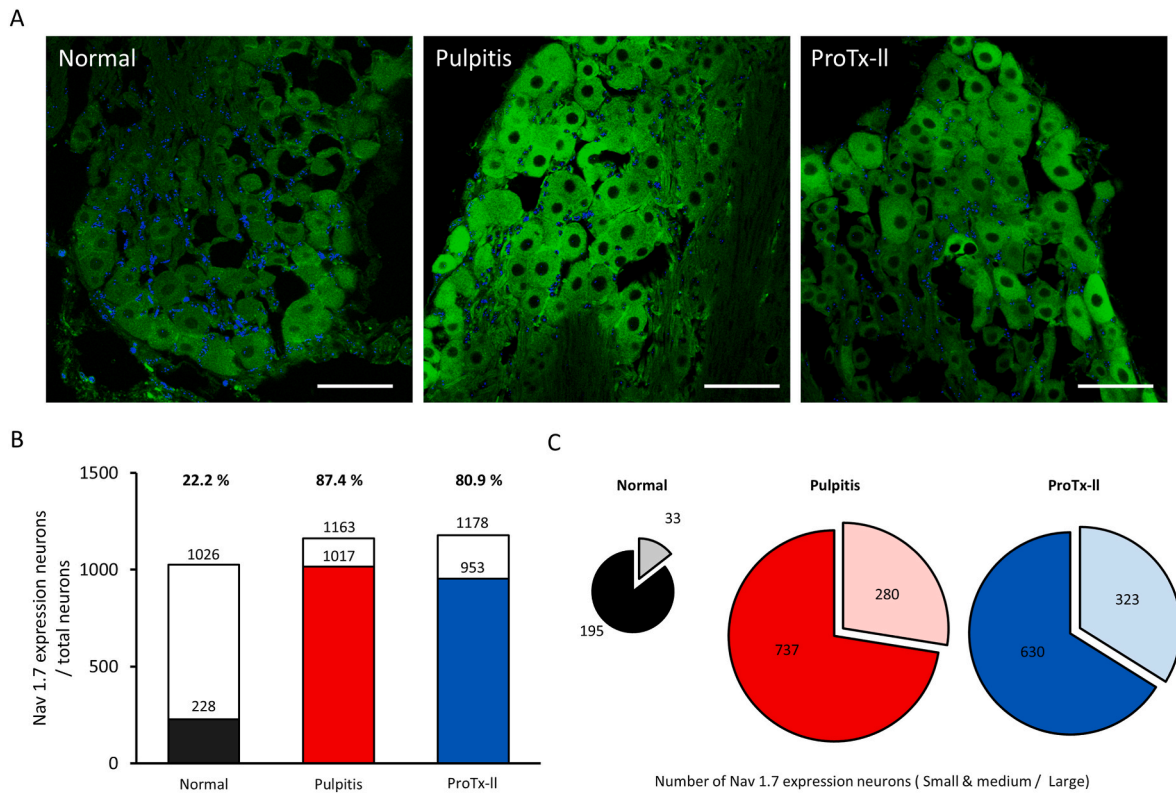 A
Normal
Pulpitis
ProTx-ll
B
Nav 1.7 expression neurons
/ total neurons
1500
1000
500
0
22.2 %
87.4 %
80.9 %
1026
228
1163
1017
1178
953
Normal
Pulpitis
ProTx-ll
C
Normal
Pulpitis
ProTx-ll
33
195
280
737
323
630
Number of Nav 1.7 expression neurons ( Small & medium / Large)